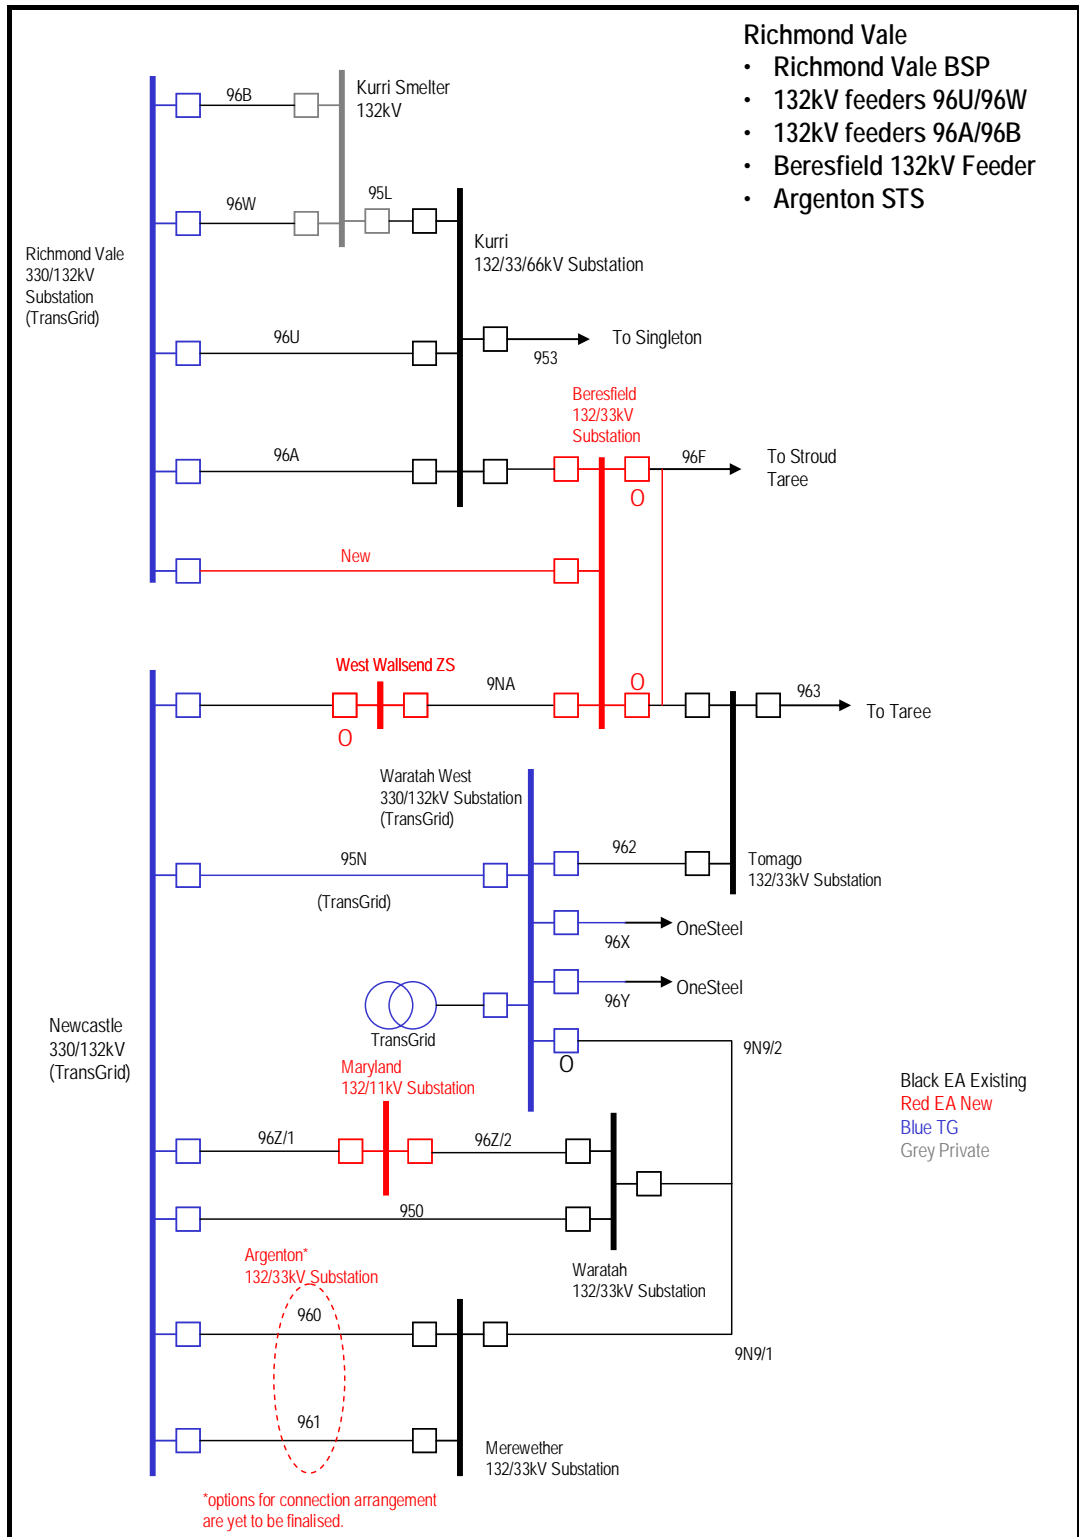 Richmond Vale
• Richmond Vale BSP
• 132kV feeders 96U/96W
• 132kV feeders 96A/96B
• Beresfield 132kV Feeder
• Argenton STS
96B
Kurri Smelter
132kV
96W
95L
Kurri
132/33/66kV Substation
Richmond Vale
330/132kV
Substation
(TransGrid)
96U
To Singleton
953
Beresfield
132/33kV
Substation
96A
96F
To Stroud
Taree
O
New
West Wallsend ZS
9NA
O
963
To Taree
O
Waratah West
330/132kV Substation
(TransGrid)
95N
(TransGrid)
962
Tomago
132/33kV Substation
OneSteel
96X
OneSteel
96Y
TransGrid
Newcastle
330/132kV
(TransGrid)
O
9N9/2
Maryland
132/11kV Substation
Black EA Existing
Red EA New
Blue TG
Grey Private
96Z/1
96Z/2
950
Argenton*
132/33kV Substation
Waratah
132/33kV Substation
960
9N9/1
961
Merewether
132/33kV Substation
*options for connection arrangement
are yet to be finalised.